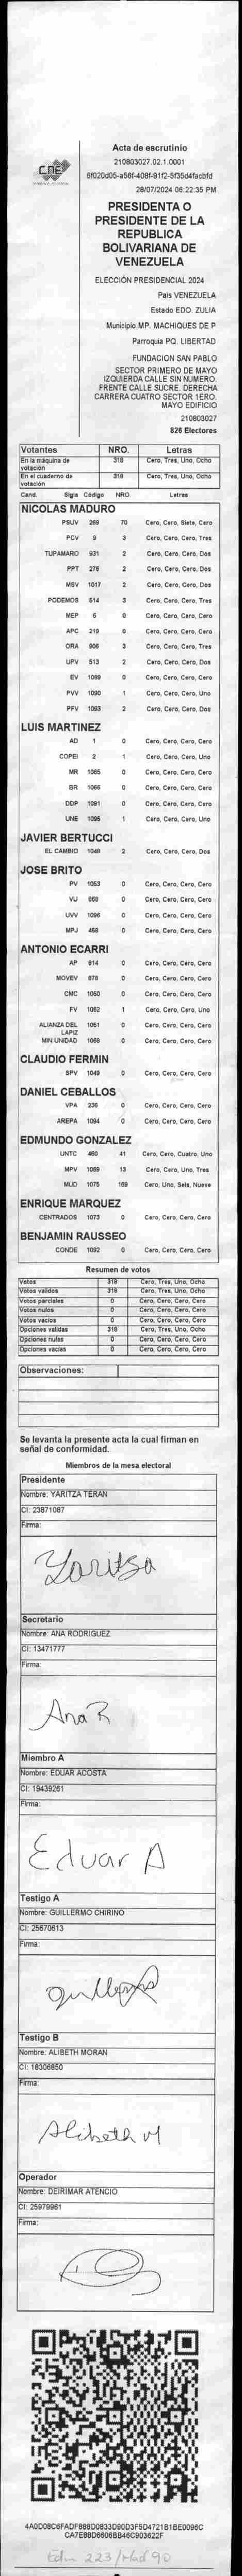 Acta de escrutinio
210803027.02.1.0001
6f020d05-a56f-408f-91f2-5f35d4facbfd
28/07/2024 06:22:35 PM
CNE
PRESIDENTA O
PRESIDENTE DE LA
REPUBLICA
BOLIVARIANA DE
VENEZUELA
ELECCIÓN PRESIDENCIAL 2024
País VENEZUELA
Estado EDO. ZULIA
Municipio MP. MACHIQUES DE P
Parroquia PQ. LIBERTAD
FUNDACION SAN PABLO
SECTOR PRIMERO DE MAYO
IZQUIERDA CALLE SIN NUMERO.
FRENTE CALLE SUCRE. DERECHA
CARRERA CUATRO SECTOR 1ERO.
MAYO EDIFICIO
210803027
826 Electores
Votantes NRO. Letras
En la máquina de votación 318 Cero, Tres, Uno, Ocho
En el cuaderno de votación 318 Cero, Tres, Uno, Ocho
Cand. Sigla Código NRO. Letras
NICOLAS MADURO
PSUV 269 70 Cero, Cero, Siete, Cero
PCV 9 3 Cero, Cero, Cero, Tres
TUPAMARO 931 2 Cero, Cero, Cero, Dos
PPT 276 2 Cero, Cero, Cero, Dos
MSV 1017 2 Cero, Cero, Cero, Dos
PODEMOS 614 3 Cero, Cero, Cero, Tres
MEP 6 0 Cero, Cero, Cero, Cero
APC 219 0 Cero, Cero, Cero, Cero
ORA 906 3 Cero, Cero, Cero, Tres
UPV 513 2 Cero, Cero, Cero, Dos
EV 1089 0 Cero, Cero, Cero, Cero
PVV 1090 1 Cero, Cero, Cero, Uno
PFV 1093 2 Cero, Cero, Cero, Dos
LUIS MARTINEZ
AD 1 0 Cero, Cero, Cero, Cero
COPEI 2 1 Cero, Cero, Cero, Uno
MR 1065 0 Cero, Cero, Cero, Cero
BR 1066 0 Cero, Cero, Cero, Cero
DDP 1091 0 Cero, Cero, Cero, Cero
UNE 1095 1 Cero, Cero, Cero, Uno
JAVIER BERTUCCI
EL CAMBIO 1048 2 Cero, Cero, Cero, Dos
JOSE BRITO
PV 1053 0 Cero, Cero, Cero, Cero
VU 968 0 Cero, Cero, Cero, Cero
UVV 1096 0 Cero, Cero, Cero, Cero
MPJ 458 0 Cero, Cero, Cero, Cero
ANTONIO ECARRI
AP 914 0 Cero, Cero, Cero, Cero
MOVEV 978 0 Cero, Cero, Cero, Cero
CMC 1050 0 Cero, Cero, Cero, Cero
FV 1062 1 Cero, Cero, Cero, Uno
ALIANZA DEL LAPIZ 1051 0 Cero, Cero, Cero, Cero
MIN UNIDAD 1068 0 Cero, Cero, Cero, Cero
CLAUDIO FERMIN
SPV 1049 0 Cero, Cero, Cero, Cero
DANIEL CEBALLOS
VPA 236 0 Cero, Cero, Cero, Cero
AREPA 1094 0 Cero, Cero, Cero, Cero
EDMUNDO GONZALEZ
UNTC 460 41 Cero, Cero, Cuatro, Uno
MPV 1069 13 Cero, Cero, Uno, Tres
MUD 1075 169 Cero, Uno, Seis, Nueve
ENRIQUE MARQUEZ
CENTRADOS 1073 0 Cero, Cero, Cero, Cero
BENJAMIN RAUSSEO
CONDE 1092 0 Cero, Cero, Cero, Cero
Resumen de votos
Votos 318 Cero, Tres, Uno, Ocho
Votos validos 318 Cero, Tres, Uno, Ocho
Votos parciales 0 Cero, Cero, Cero, Cero
Votos nulos 0 Cero, Cero, Cero, Cero
Votos vacios 0 Cero, Cero, Cero, Cero
Opciones validas 318 Cero, Tres, Uno, Ocho
Opciones nulas 0 Cero, Cero, Cero, Cero
Opciones vacias 0 Cero, Cero, Cero, Cero
Observaciones:
Se levanta la presente acta la cual firman en
señal de conformidad.
Miembros de la mesa electoral
Presidente
Nombre: YARITZA TERAN
CI: 23871087
Firma:
Yaritza
Secretario
Nombre: ANA RODRIGUEZ
CI: 13471777
Firma:
Ana R
Miembro A
Nombre: EDUAR ACOSTA
CI: 19439261
Firma:
Eduar A
Testigo A
Nombre: GUILLERMO CHIRINO
CI: 25670613
Firma:
Testigo B
Nombre: ALIBETH MORAN
CI: 16306850
Firma:
Alibeth M
Operador
Nombre: DEIRIMAR ATENCIO
CI: 25979961
Firma:
4A0D08C6FADF888D0833D90D3F5D4721B1BE0096C
CA7EB8D6606BB46C903622F
Edm 223/Mad 90